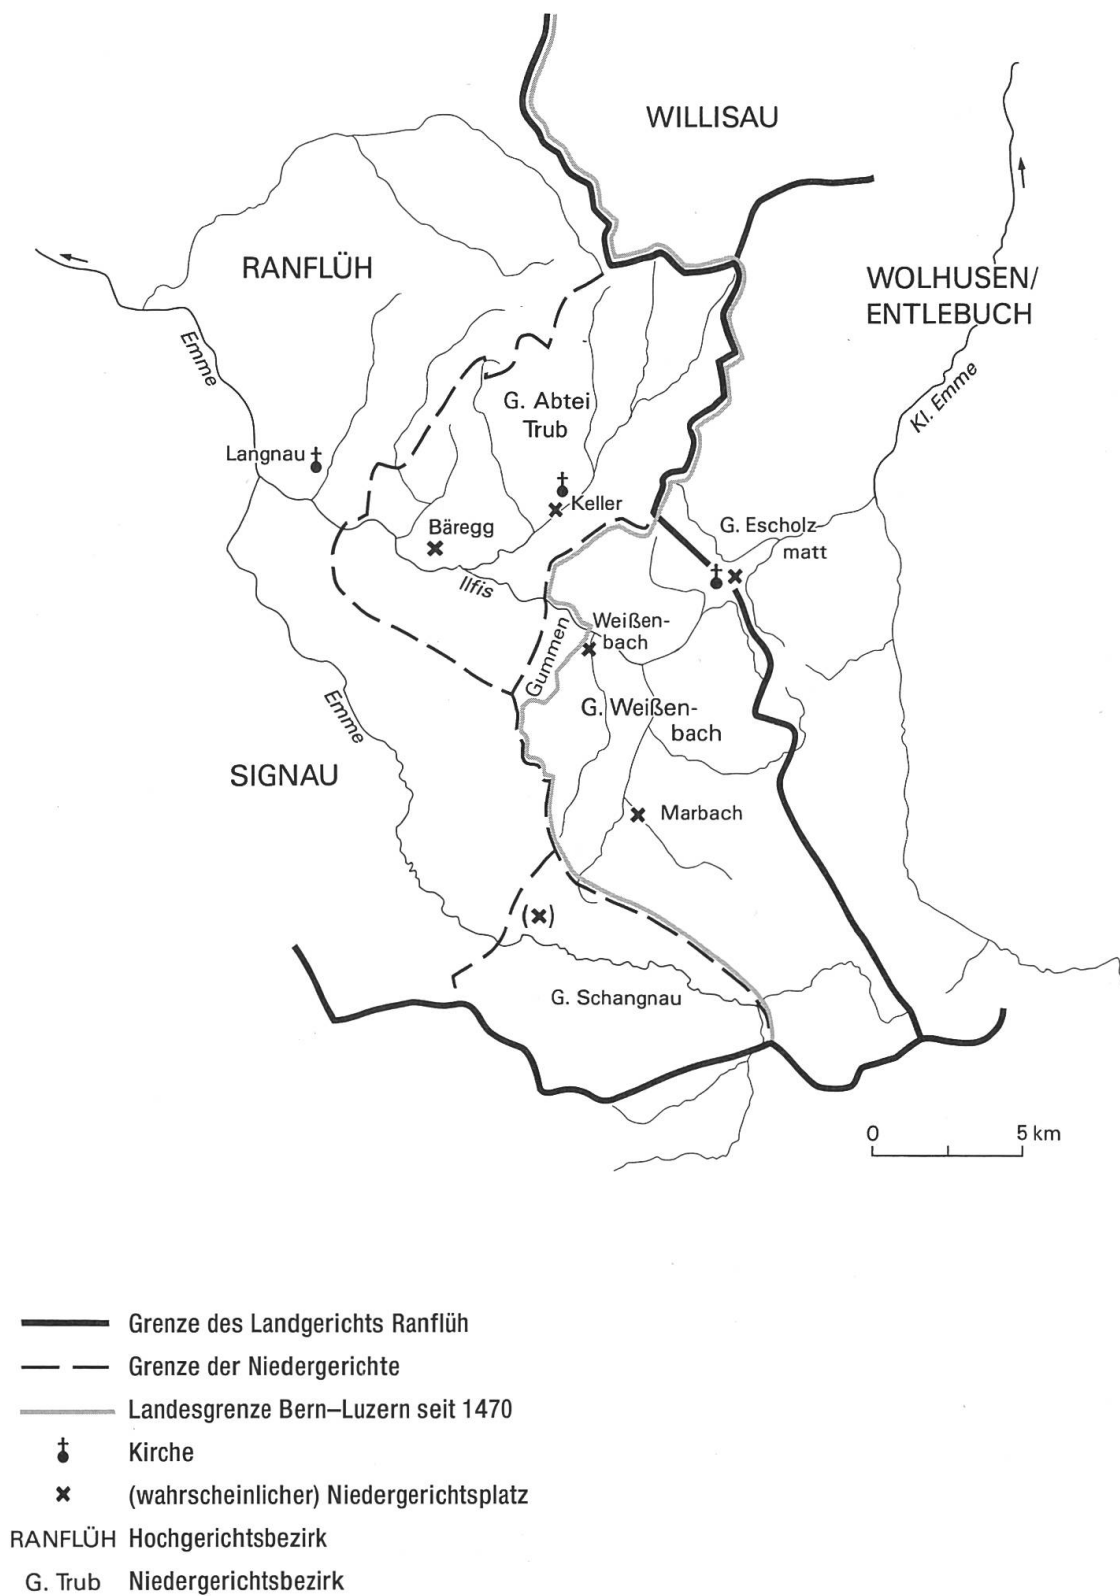 WILLISAU
RANFLÜH
WOLHUSEN/
ENTLEBUCH
Emme
Kl. Emme
G. Abtei
Trub
Langnau
Keller
Bäregg
G. Escholz-
matt
Ilfis
Weißen-
bach
Gummen
G. Weißen-
bach
Emme
SIGNAU
Marbach
( )
G. Schangnau
0 5 km
Grenze des Landgerichts Ranflüh
Grenze der Niedergerichte
Landesgrenze Bern–Luzern seit 1470
Kirche
(wahrscheinlicher) Niedergerichtsplatz
RANFLÜH Hochgerichtsbezirk
G. Trub Niedergerichtsbezirk